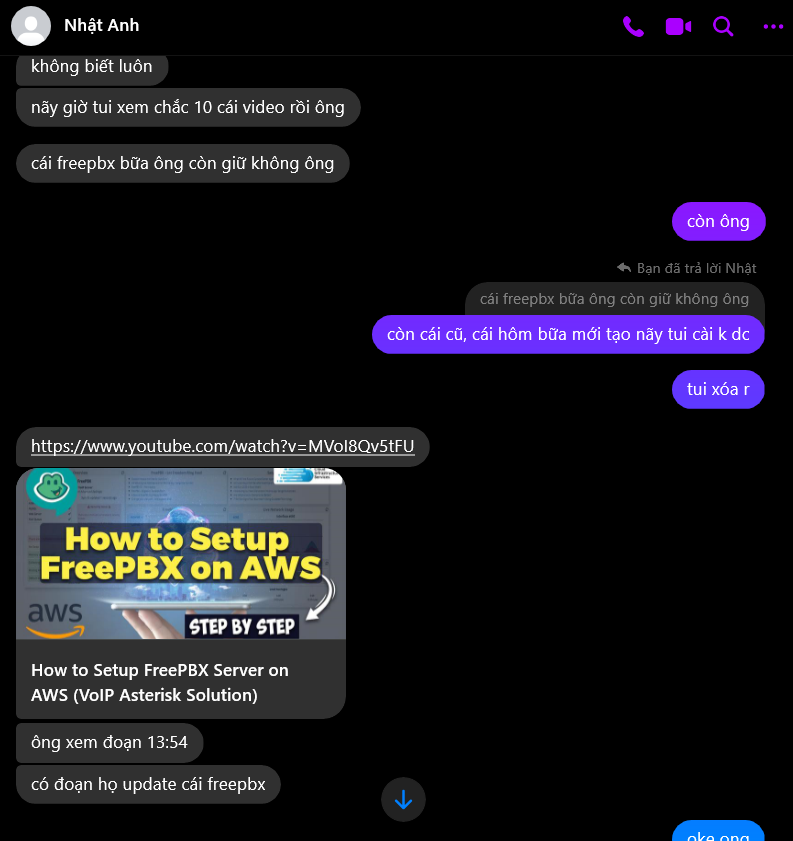 Nhật Anh
không biết luôn
nãy giờ tui xem chắc 10 cái video rồi ông
cái freepbx bữa ông còn giữ không ông
còn ông
Bạn đã trả lời Nhật
cái freepbx bữa ông còn giữ không ông
còn cái cũ, cái hôm bữa mới tạo nãy tui cài k dc
tui xóa r
https://www.youtube.com/watch?v=MVoI8Qv5tFU
How to Setup
FreePBX on AWS
aws
STEP BY STEP
How to Setup FreePBX Server on
AWS (VoIP Asterisk Solution)
ông xem đoạn 13:54
có đoạn họ update cái freepbx
oke ong